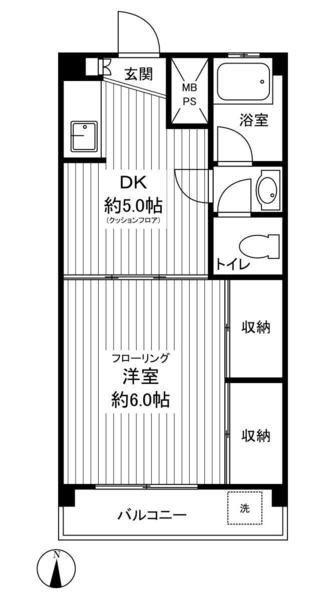 玄関
MB
PS
浴室
DK
約5.0帖
(クッションフロア)
トイレ
収納
フローリング
洋室
約6.0帖
収納
バルコニー
洗
N